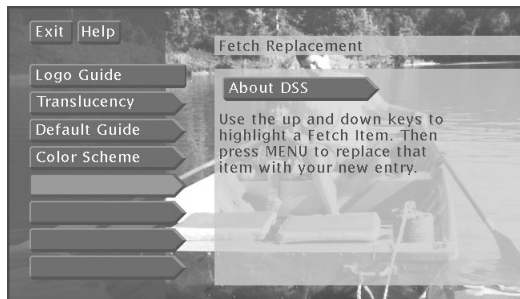 Exit Help
Fetch Replacement
Logo Guide
Translucency
Default Guide
Color Scheme
About DSS
Use the up and down keys to
highlight a Fetch Item. Then
press MENU to replace that
item with your new entry.